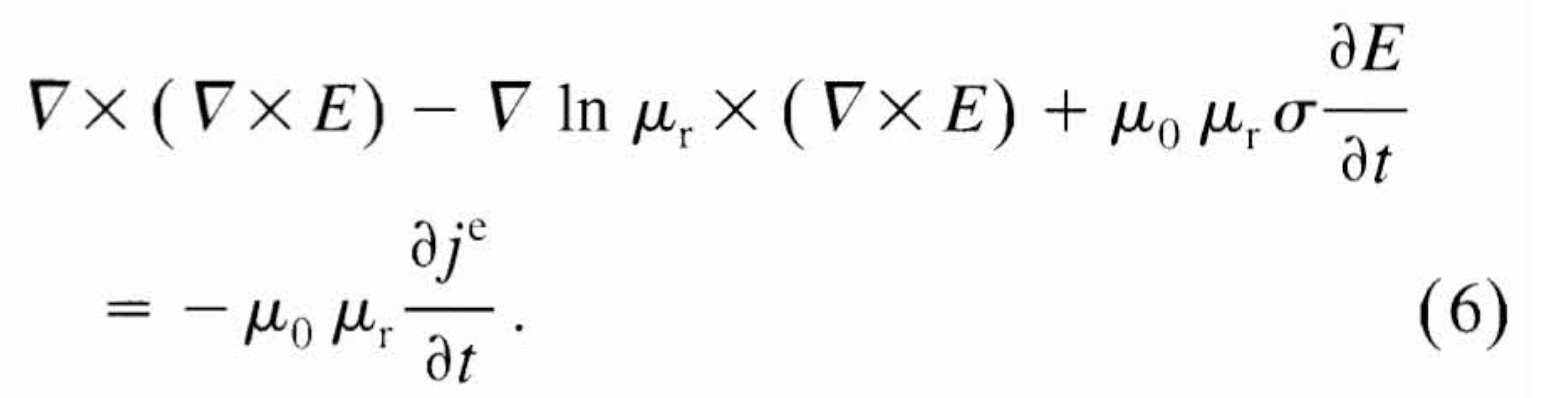 ∇×(∇×E) − ∇ ln μ_r × (∇×E) + μ_0 μ_r σ ∂E/∂t
= − μ_0 μ_r ∂j^e/∂t . (6)